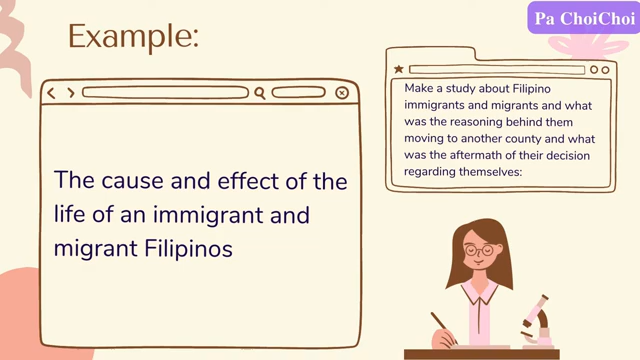 Example:
Pa ChoiChoi
The cause and effect of the
life of an immigrant and
migrant Filipinos
Make a study about Filipino
immigrants and migrants and what
was the reasoning behind them
moving to another county and what
was the aftermath of their decision
regarding themselves: